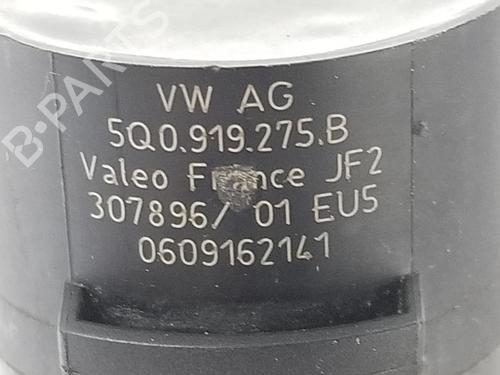 B-PARTS
VW AG
5Q0.919.275.B
Valeo France JF2
307896/ 01 EU5
0609162141